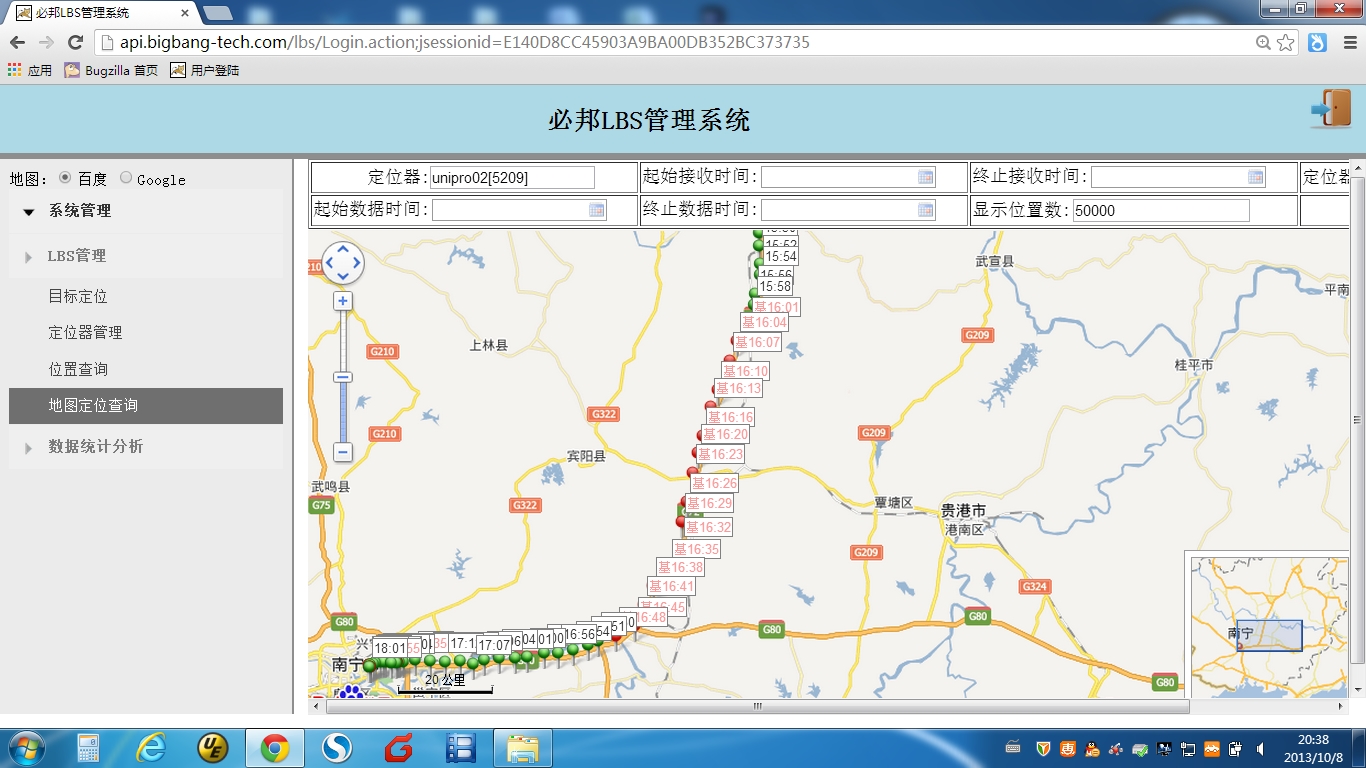 必邦LBS管理系统
api.bigbang-tech.com/lbs/Login.action;jsessionid=E140D8CC45903A9BA00DB352BC373735
应用 Bugzilla 首页 用户登陆
必邦LBS管理系统
地图: 百度 Google
系统管理
LBS管理
目标定位
定位器管理
位置查询
地图定位查询
数据统计分析
定位器: unipro02[5209] 起始接收时间: 终止接收时间: 定位器
起始数据时间: 终止数据时间: 显示位置数: 50000
15:52
15:54
15:56
15:58
基16:01
基16:04
基16:07
基16:10
基16:13
基16:16
基16:20
基16:23
基16:26
基16:29
基16:32
基16:35
基16:38
基16:41
基16:45
16:48
16:56
17:07
18:01
武宣县
平南
G209
G210
上林县
桂平市
G322
G209
G210
宾阳县
武鸣县
G75
G322
覃塘区
贵港市
港南区
G209
G324
G80
G80
G80
G80
南宁
20 公里
南宁
20:38
2013/10/8